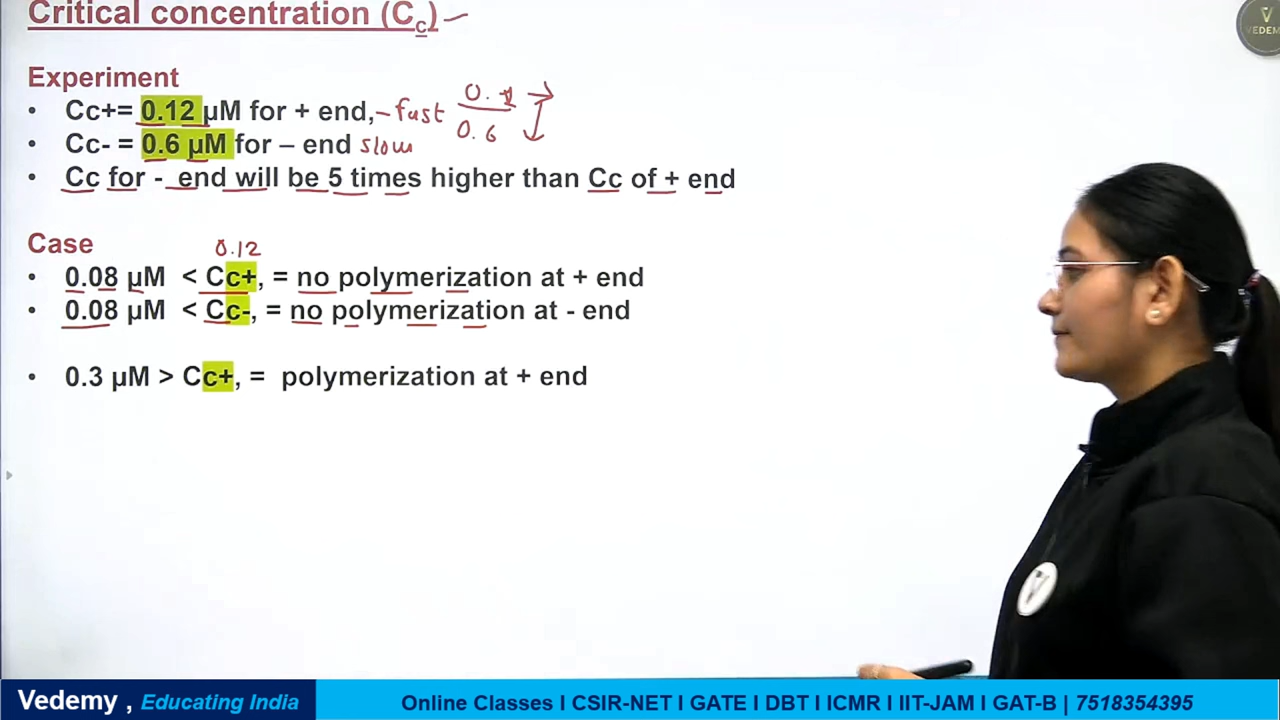 Critical concentration (Cc)
VEDEM
Experiment
• Cc+= 0.12 µM for + end, - fast
• Cc- = 0.6 µM for – end slow
0.6
• Cc for - end will be 5 times higher than Cc of + end
Case
0.12
• 0.08 µM < Cc+, = no polymerization at + end
• 0.08 µM < Cc-, = no polymerization at - end
• 0.3 µM > Cc+, = polymerization at + end
Vedemy , Educating India
Online Classes I CSIR-NET I GATE I DBT I ICMR I IIT-JAM I GAT-B | 7518354395